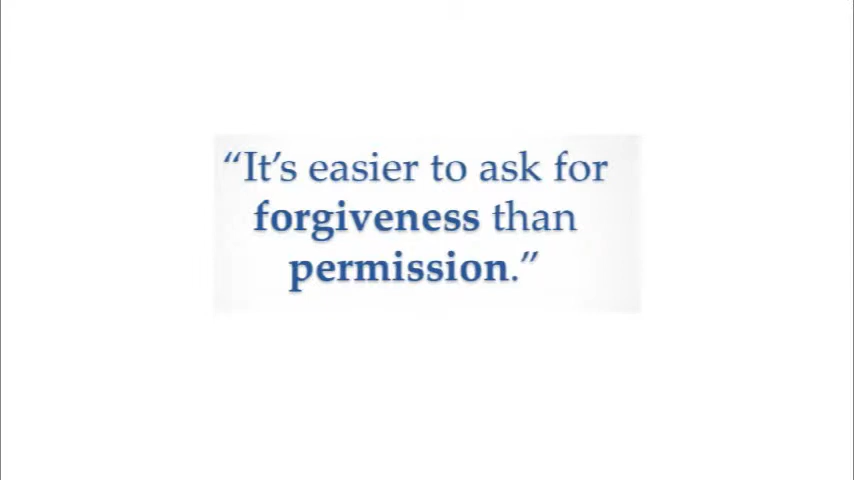 “It’s easier to ask for
forgiveness than
permission.”